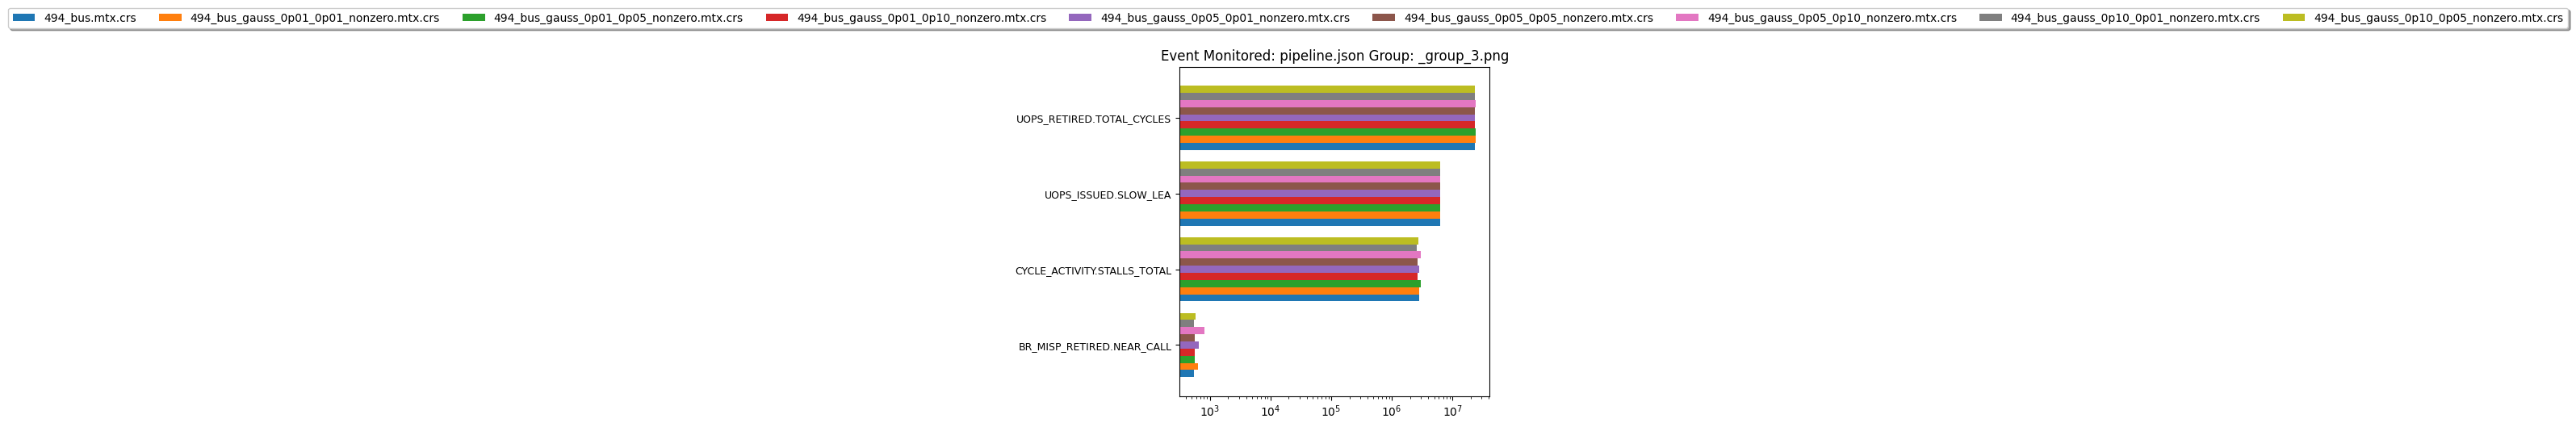 494_bus.mtx.crs 494_bus_gauss_0p01_0p01_nonzero.mtx.crs 494_bus_gauss_0p01_0p05_nonzero.mtx.crs 494_bus_gauss_0p01_0p10_nonzero.mtx.crs 494_bus_gauss_0p05_0p01_nonzero.mtx.crs 494_bus_gauss_0p05_0p05_nonzero.mtx.crs 494_bus_gauss_0p05_0p10_nonzero.mtx.crs 494_bus_gauss_0p10_0p01_nonzero.mtx.crs 494_bus_gauss_0p10_0p05_nonzero.mtx.crs
Event Monitored: pipeline.json Group: _group_3.png
UOPS_RETIRED.TOTAL_CYCLES
UOPS_ISSUED.SLOW_LEA
CYCLE_ACTIVITY.STALLS_TOTAL
BR_MISP_RETIRED.NEAR_CALL
10³ 10⁴ 10⁵ 10⁶ 10⁷